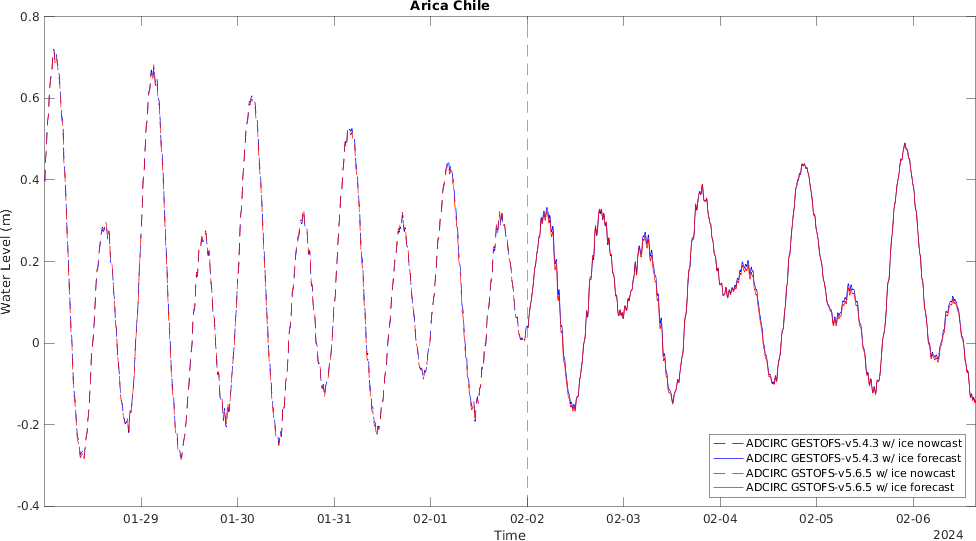 Arica Chile
0.8
0.6
0.4
0.2
0
-0.2
-0.4
Water Level (m)
01-29 01-30 01-31 02-01 02-02 02-03 02-04 02-05 02-06
Time
2024
ADCIRC GESTOFS-v5.4.3 w/ ice nowcast
ADCIRC GESTOFS-v5.4.3 w/ ice forecast
ADCIRC GSTOFS-v5.6.5 w/ ice nowcast
ADCIRC GSTOFS-v5.6.5 w/ ice forecast